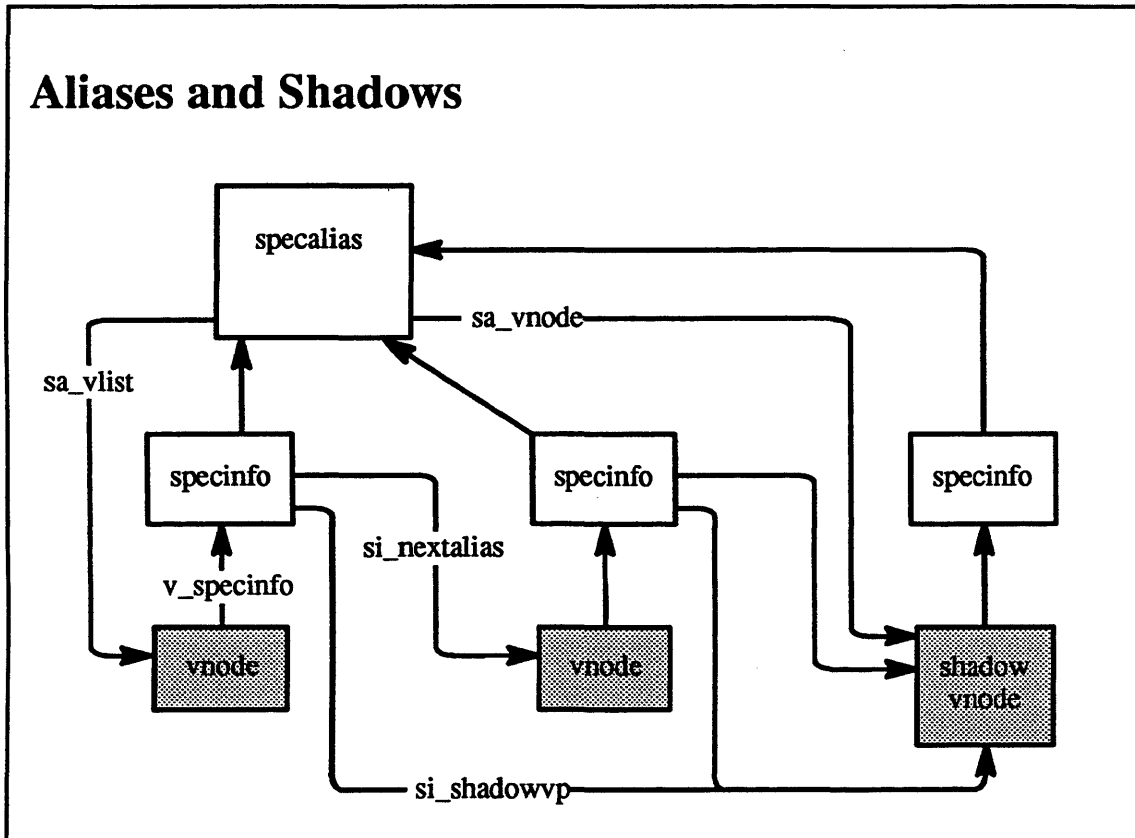 Aliases and Shadows
specalias
sa_vnode
sa_vlist
specinfo
specinfo
specinfo
si_nextalias
v_specinfo
vnode
vnode
shadow
vnode
si_shadowvp